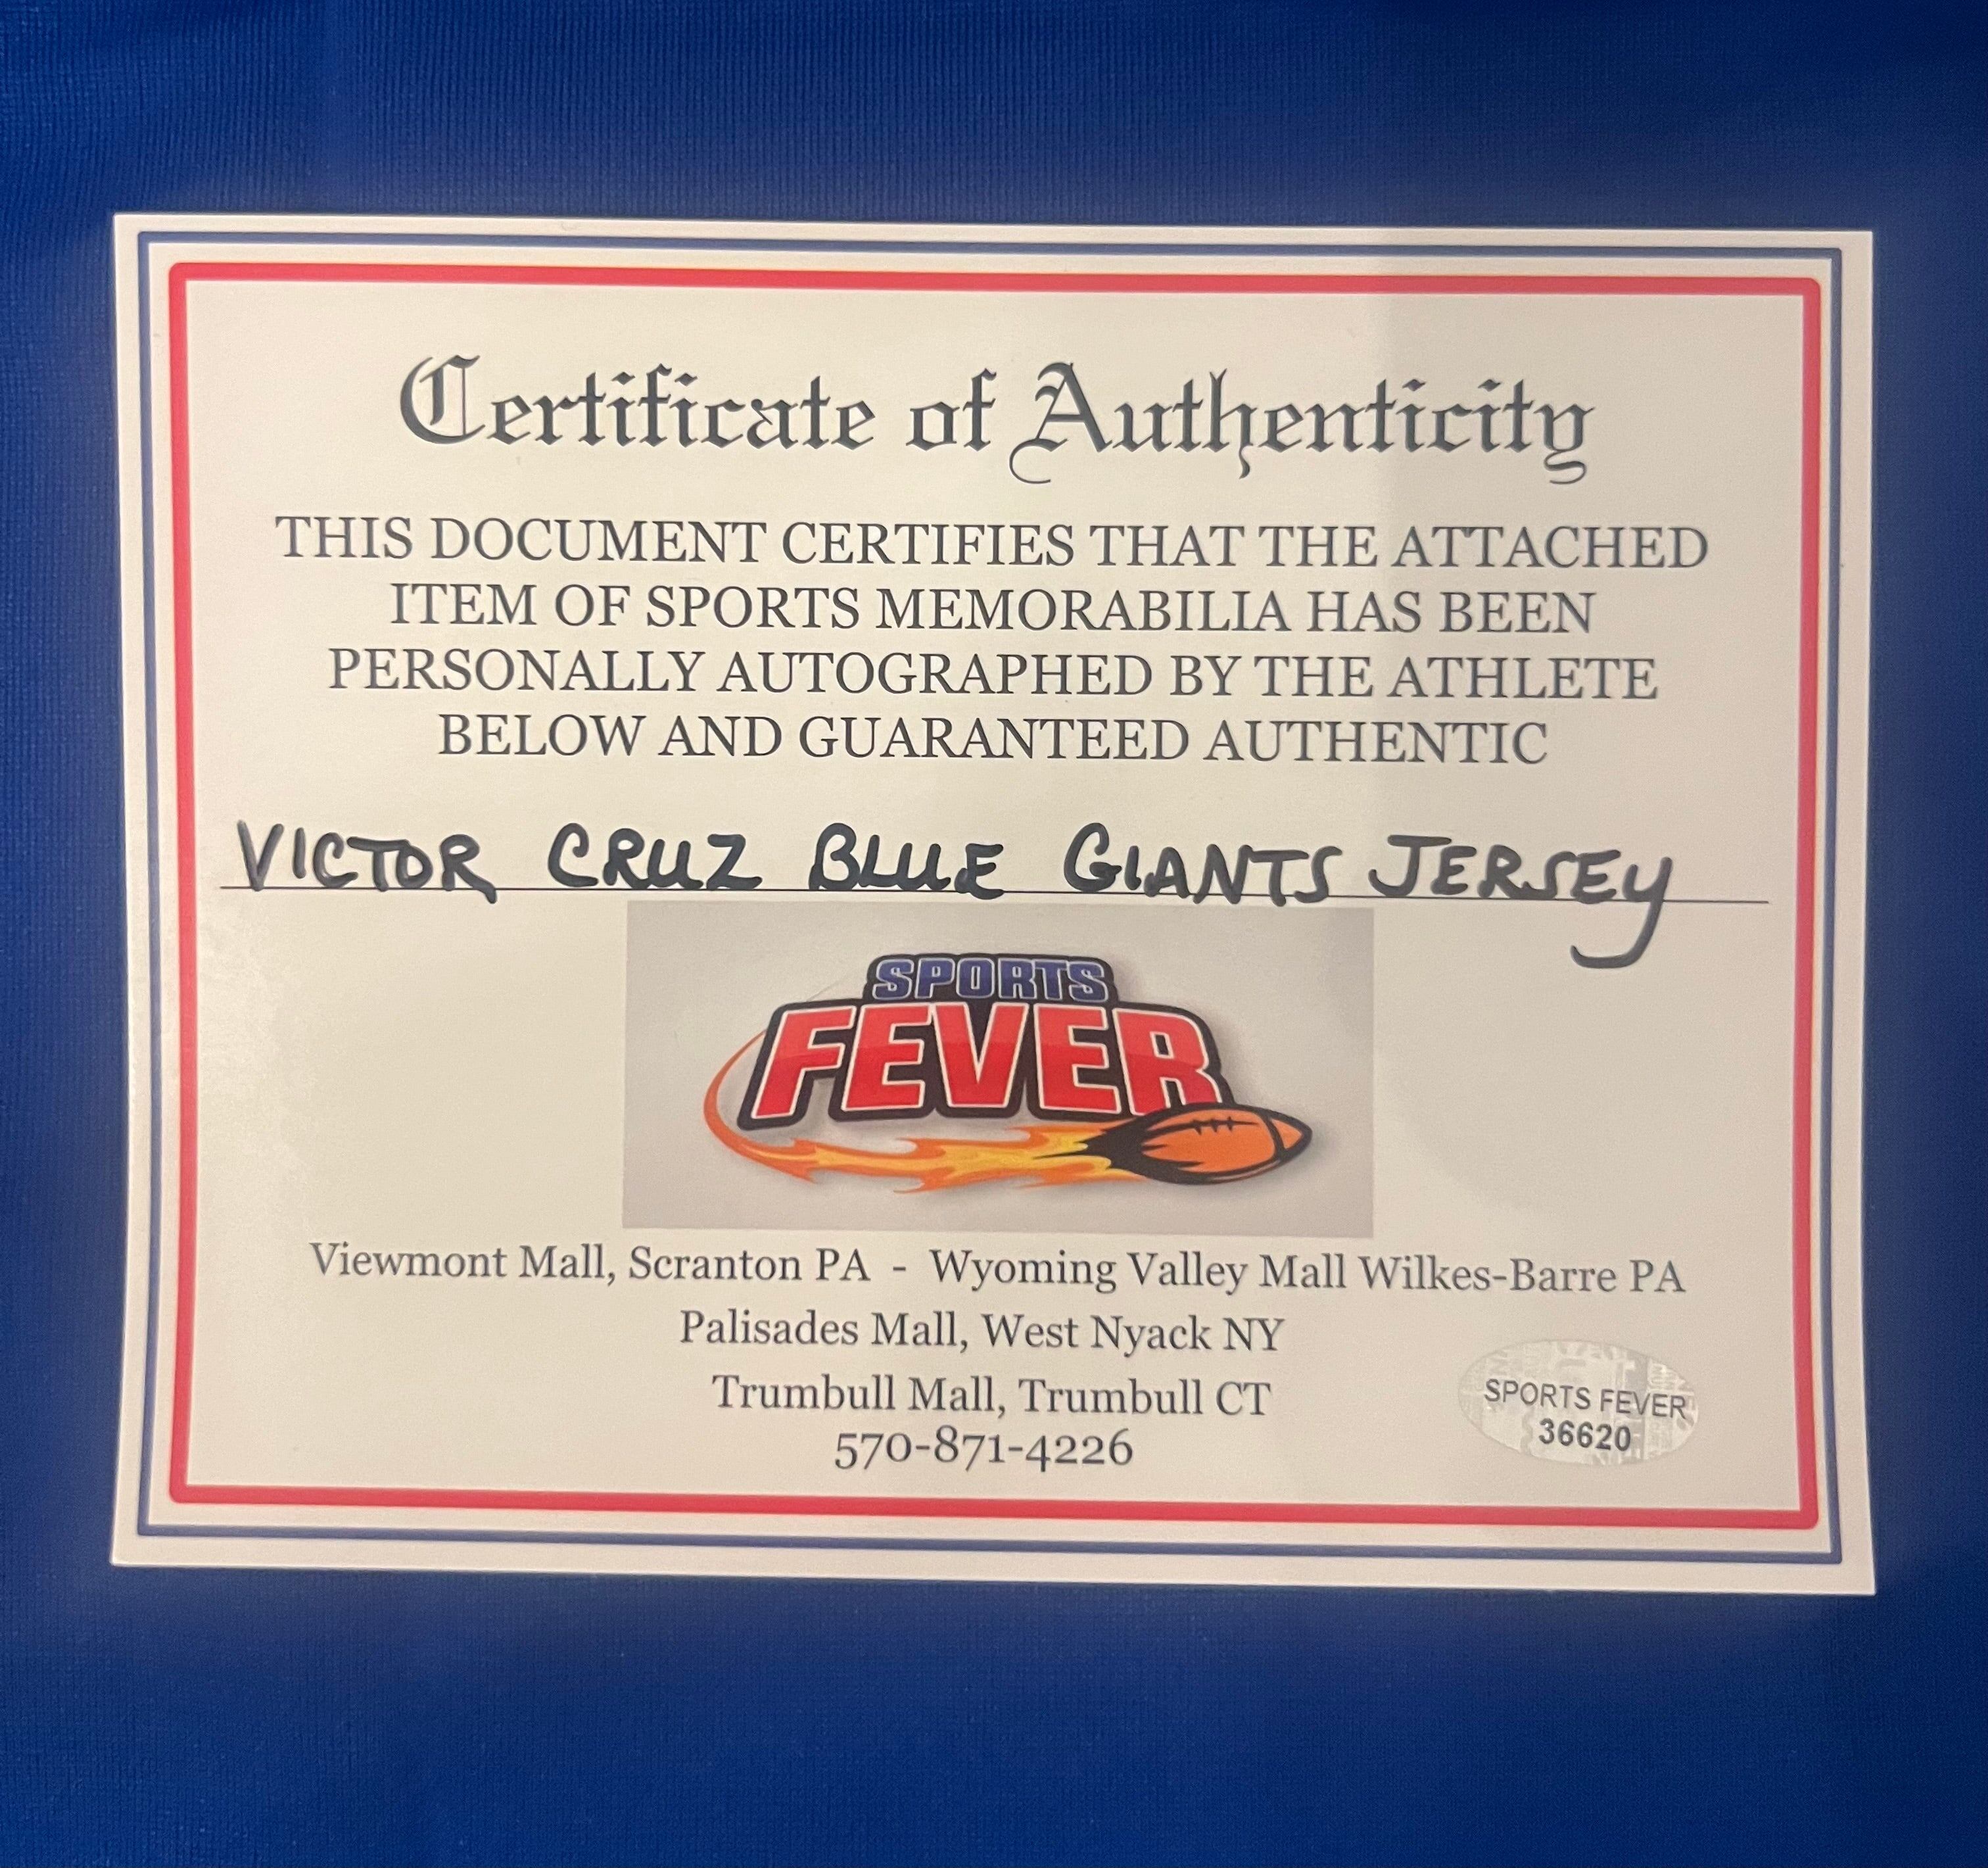 Certificate of Authenticity
THIS DOCUMENT CERTIFIES THAT THE ATTACHED
ITEM OF SPORTS MEMORABILIA HAS BEEN
PERSONALLY AUTOGRAPHED BY THE ATHLETE
BELOW AND GUARANTEED AUTHENTIC
VICTOR CRUZ BLUE GIANTS JERSEY
SPORTS
FEVER
Viewmont Mall, Scranton PA - Wyoming Valley Mall Wilkes-Barre PA
Palisades Mall, West Nyack NY
Trumbull Mall, Trumbull CT
570-871-4226
SPORTS FEVER
36620